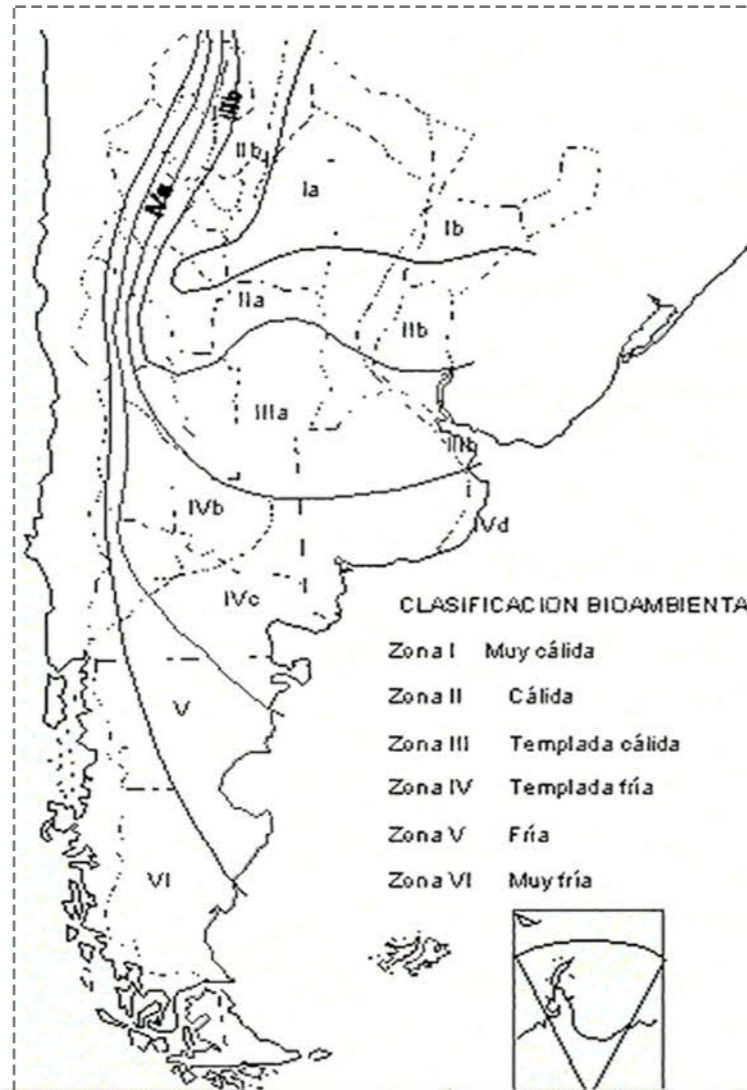 IIIb
IIb
IVa
Ia
Ib
IIa
IIb
IIIa
IIIb
IVb
IVd
IVc
CLASIFICACION BIOAMBIENTA
Zona I Muy cálida
Zona II Cálida
V
Zona III Templada cálida
Zona IV Templada fría
Zona V Fría
VI
Zona VI Muy fría